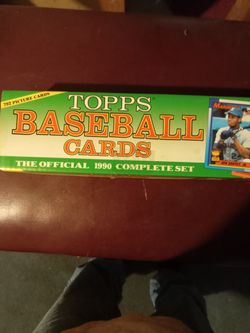 792 PICTURE CARDS
TOPPS
BASEBALL
CARDS
THE OFFICIAL 1990 COMPLETE SET